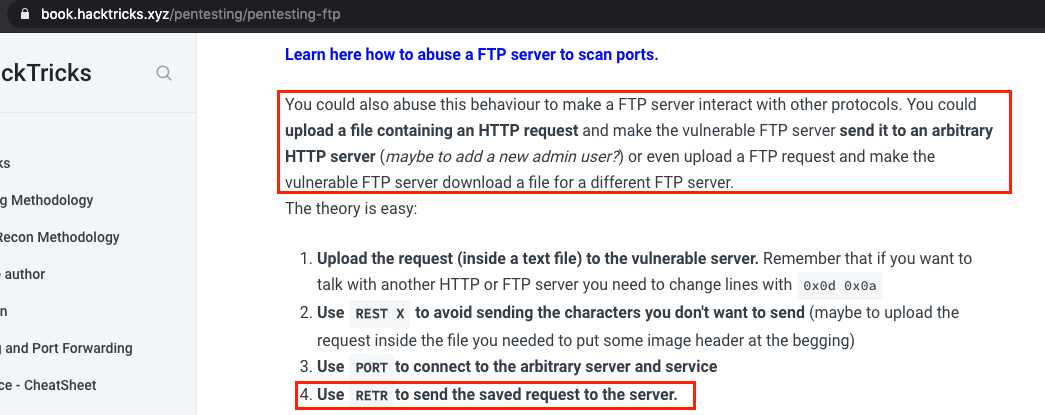 book.hacktricks.xyz/pentesting/pentesting-ftp
ckTricks
ks
g Methodology
Recon Methodology
e author
n
g and Port Forwarding
ce - CheatSheet
Learn here how to abuse a FTP server to scan ports.
You could also abuse this behaviour to make a FTP server interact with other protocols. You could
upload a file containing an HTTP request and make the vulnerable FTP server send it to an arbitrary
HTTP server (maybe to add a new admin user?) or even upload a FTP request and make the
vulnerable FTP server download a file for a different FTP server.
The theory is easy:
1. Upload the request (inside a text file) to the vulnerable server. Remember that if you want to
talk with another HTTP or FTP server you need to change lines with 0x0d 0x0a
2. Use REST X to avoid sending the characters you don't want to send (maybe to upload the
request inside the file you needed to put some image header at the begging)
3. Use PORT to connect to the arbitrary server and service
4. Use RETR to send the saved request to the server.